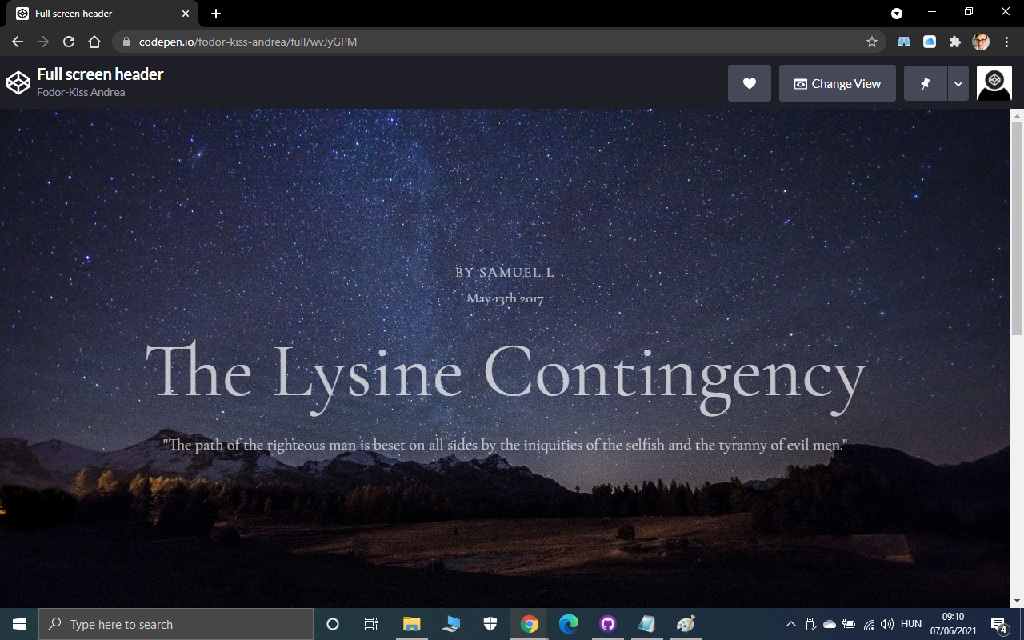 Full screen header
codepen.io/fodor-kiss-andrea/full/wvJyGPM
Full screen header
Fodor-Kiss Andrea
Change View
BY SAMUEL L
May 13th 2017
The Lysine Contingency
"The path of the righteous man is beset on all sides by the iniquities of the selfish and the tyranny of evil men."
Type here to search
HUN
09:10
07/06/2021
4